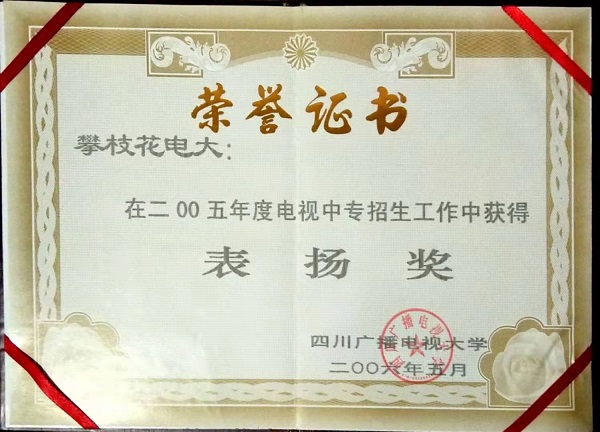 荣誉证书
攀枝花电大：
在二00五年度电视中专招生工作中获得
表扬奖
四川广播电视大学
二00六年五月